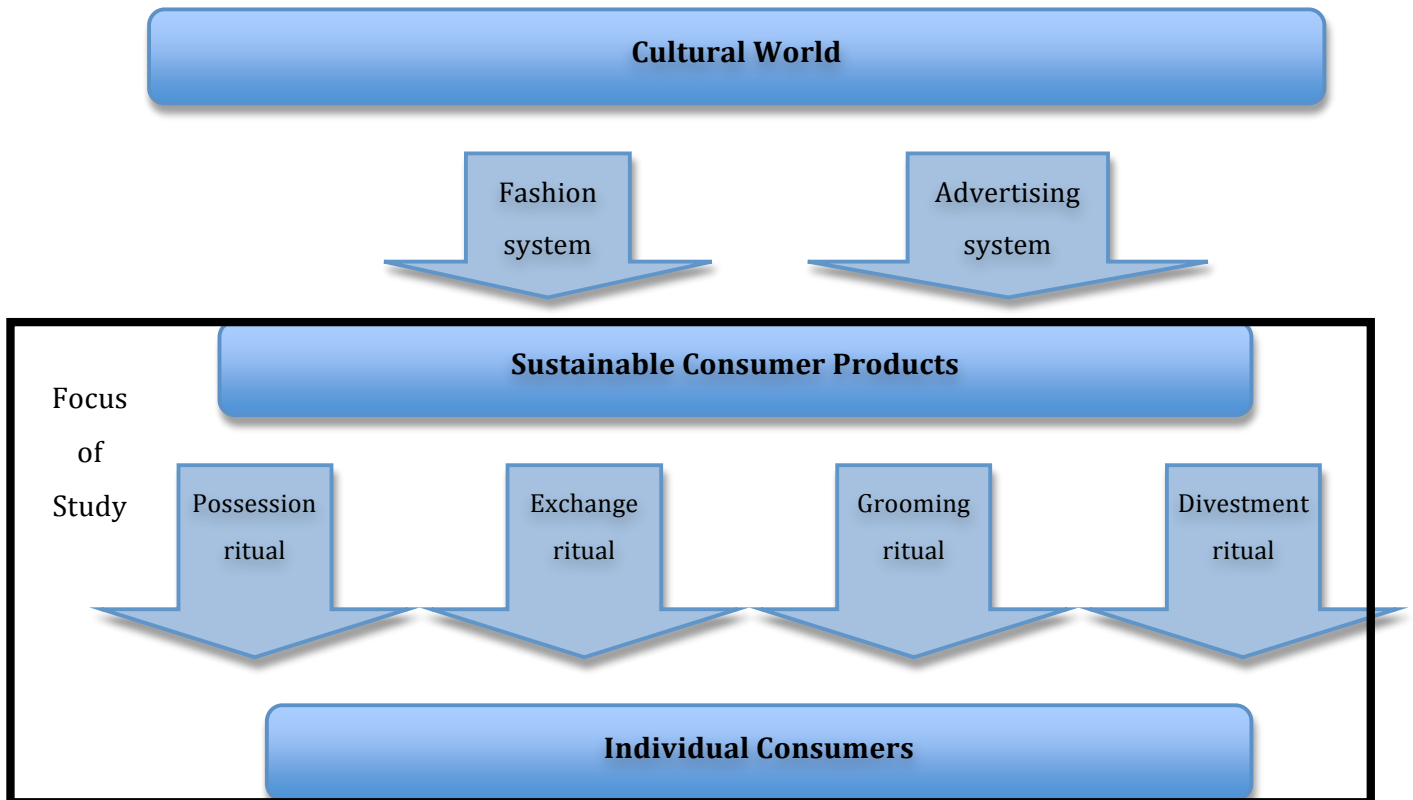 Cultural World
Fashion
system
Advertising
system
Sustainable Consumer Products
Focus
of
Study
Possession
ritual
Exchange
ritual
Grooming
ritual
Divestment
ritual
Individual Consumers